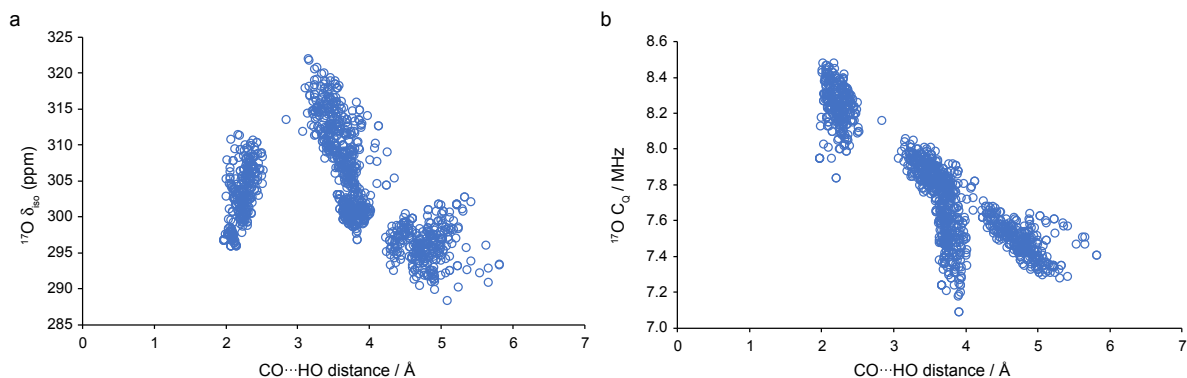 a
325
320
315
310
305
300
295
290
285
0 1 2 3 4 5 6 7
¹⁷O δiso (ppm)
CO···HO distance / Å
b
8.6
8.4
8.2
8.0
7.8
7.6
7.4
7.2
7.0
0 1 2 3 4 5 6 7
¹⁷O CQ / MHz
CO···HO distance / Å